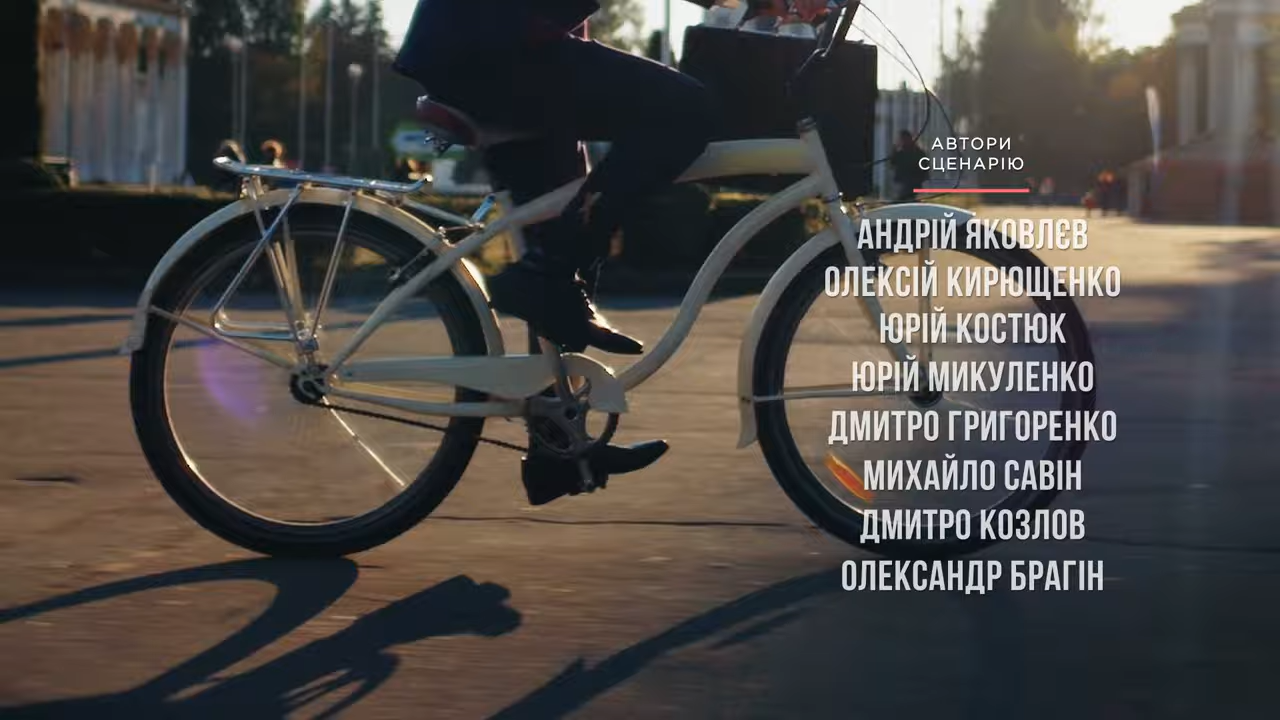 АВТОРИ
СЦЕНАРІЮ
АНДРІЙ ЯКОВЛЄВ
ОЛЕКСІЙ КИРЮЩЕНКО
ЮРІЙ КОСТЮК
ЮРІЙ МИКУЛЕНКО
ДМИТРО ГРИГОРЕНКО
МИХАЙЛО САВІН
ДМИТРО КОЗЛОВ
ОЛЕКСАНДР БРАГІН